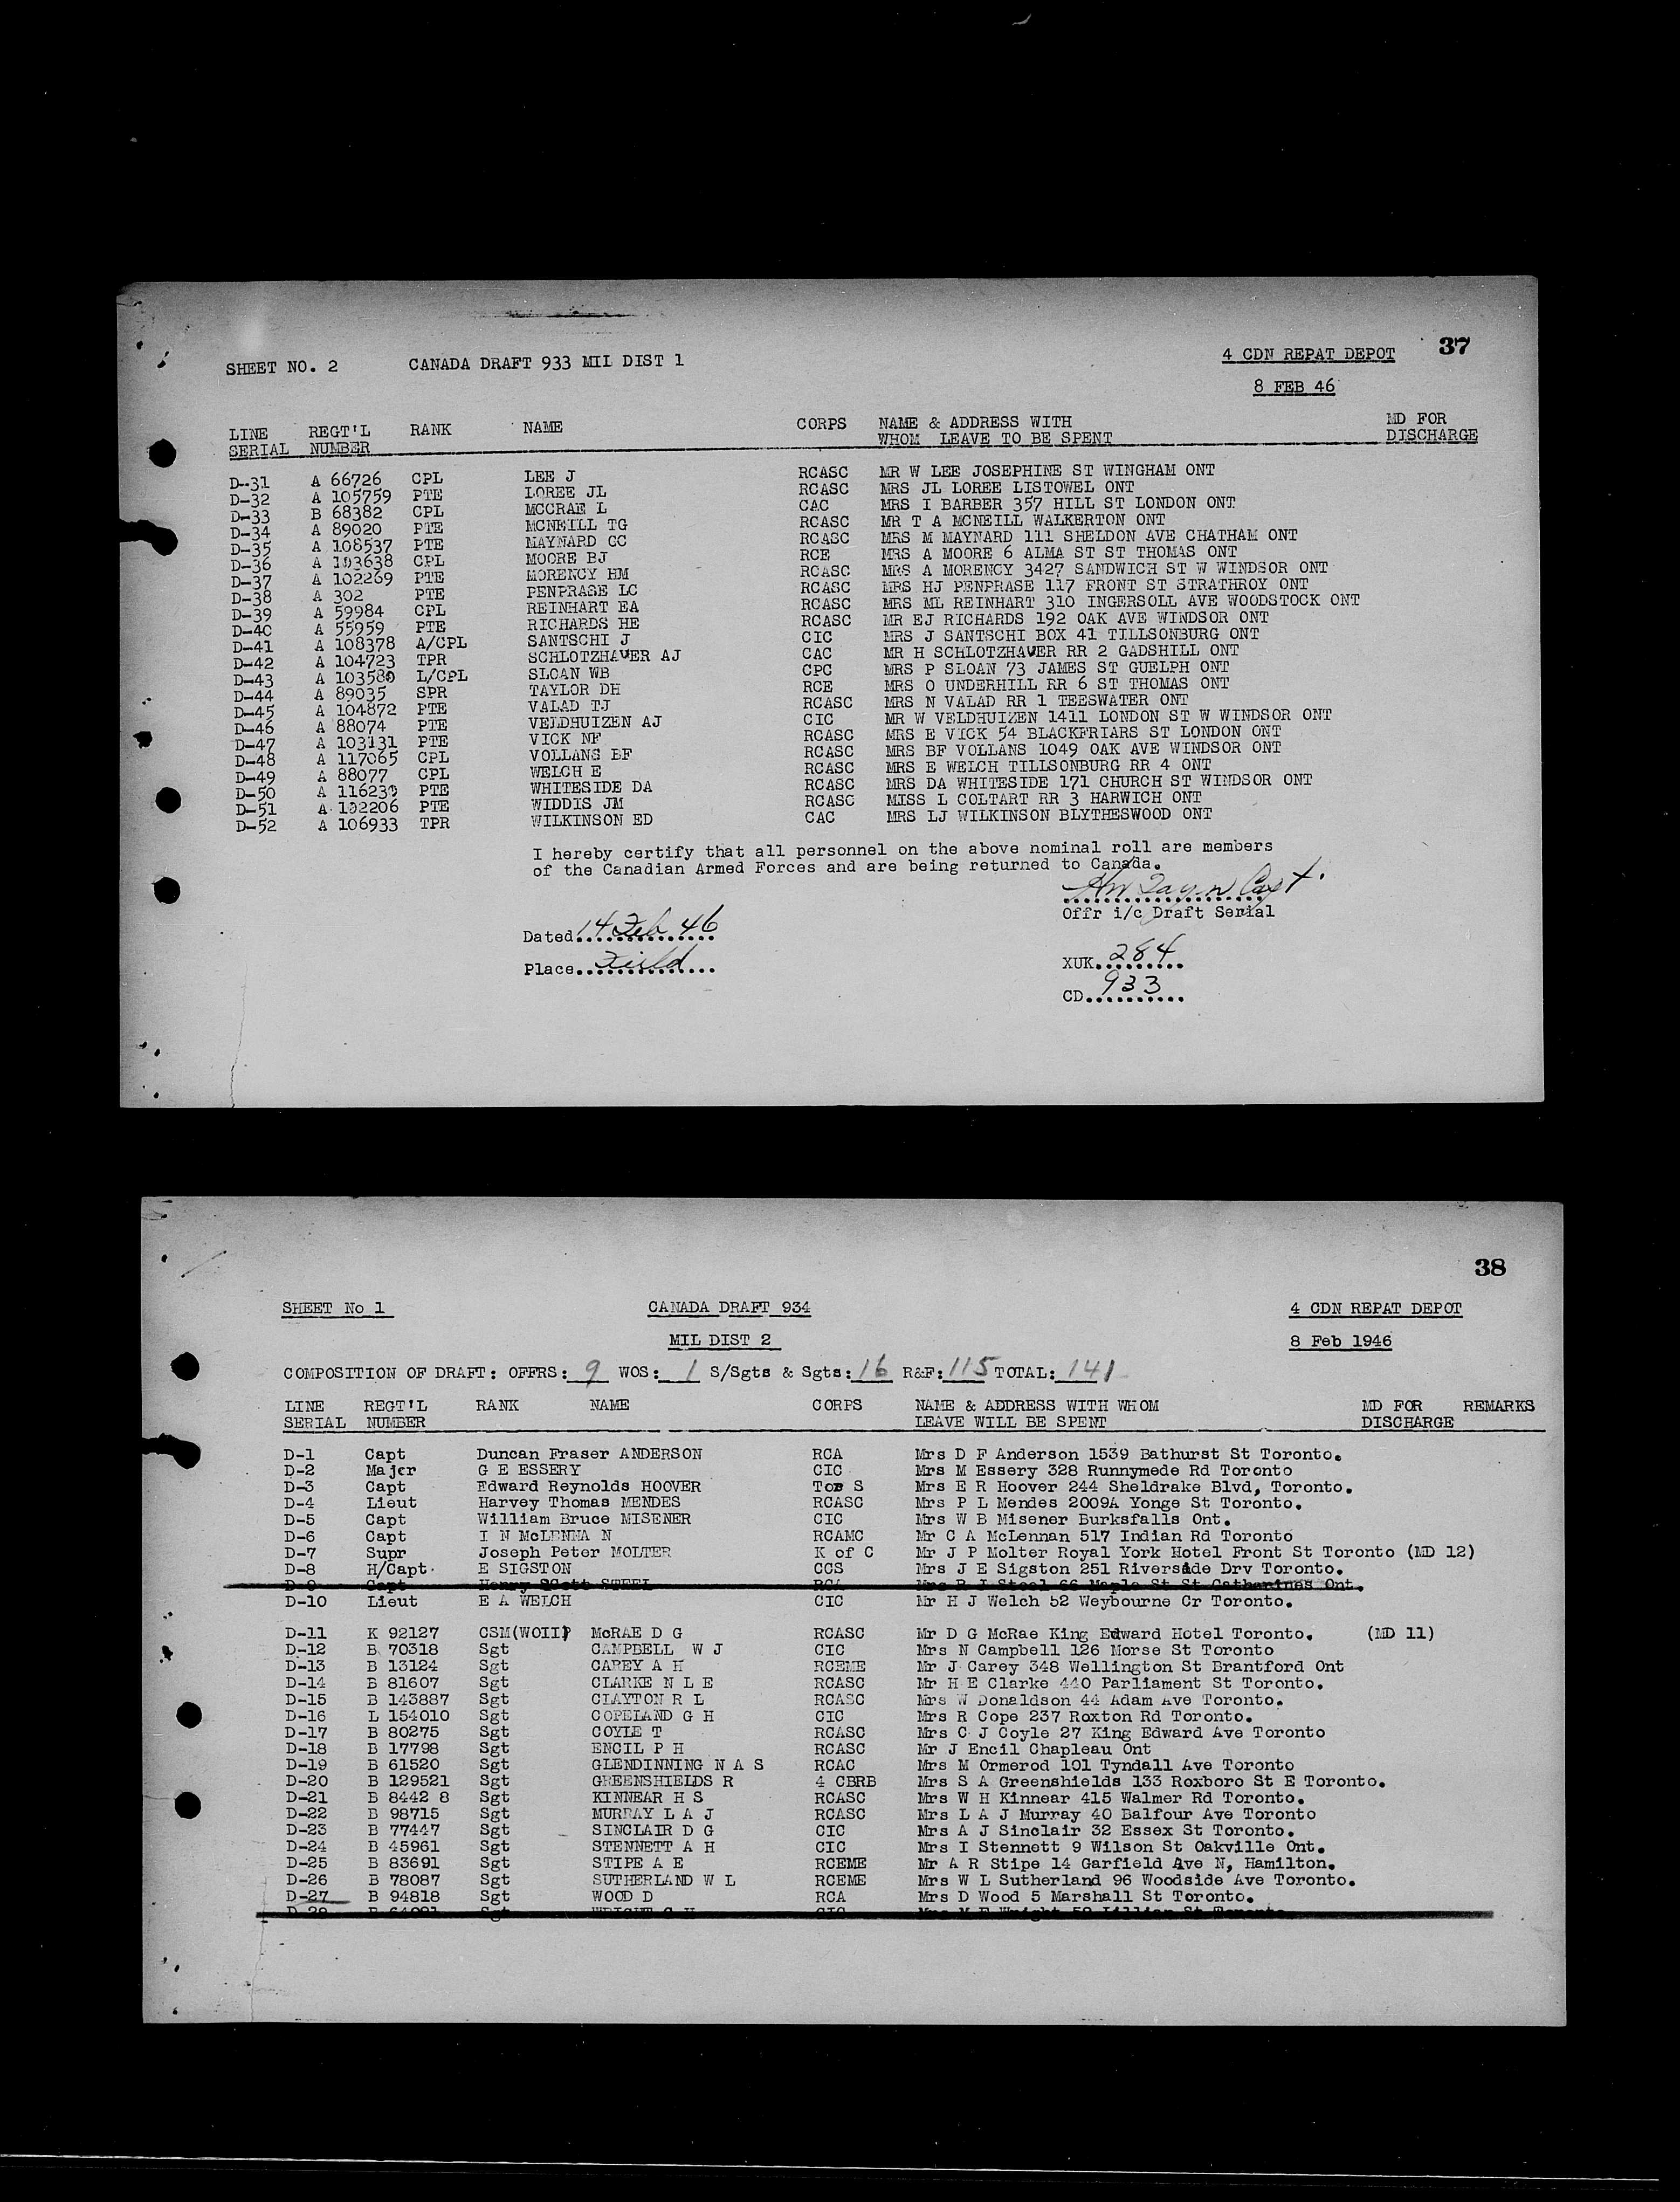 37
SHEET NO. 2 CANADA DRAFT 933 MIL DIST 1 4 CDN REPAT DEPOT
8 FEB 46
LINE REGT'L RANK NAME CORPS NAME & ADDRESS WITH MD FOR
SERIAL NUMBER WHOM LEAVE TO BE SPENT DISCHARGE
D-31 A 66726 CPL LEE J RCASC MR W LEE JOSEPHINE ST WINGHAM ONT
D-32 A 105759 PTE LOREE JL RCASC MRS JL LOREE LISTOWEL ONT
D-33 B 68382 CPL MCCRAE L CAC MRS I BARBER 357 HILL ST LONDON ONT
D-34 A 89020 PTE MCNEILL TG RCASC MR T A MCNEILL WALKERTON ONT
D-35 A 108537 PTE MAYNARD GC RCASC MRS M MAYNARD 111 SHELDON AVE CHATHAM ONT
D-36 A 103638 CPL MOORE BJ RCE MRS A MOORE 6 ALMA ST ST THOMAS ONT
D-37 A 102269 PTE MORENCY HM RCASC MRS A MORENCY 3427 SANDWICH ST W WINDSOR ONT
D-38 A 302 PTE PENPRASE LC RCASC MRS HJ PENPRASE 117 FRONT ST STRATHROY ONT
D-39 A 59984 CPL REINHART EA RCASC MRS ML REINHART 310 INGERSOLL AVE WOODSTOCK ONT
D-40 A 55959 PTE RICHARDS HE RCASC MR EJ RICHARDS 192 OAK AVE WINDSOR ONT
D-41 A 108378 A/CPL SANTSCHI J CIC MRS J SANTSCHI BOX 41 TILLSONBURG ONT
D-42 A 104723 TPR SCHLOTZHAUER AJ CAC MR H SCHLOTZHAUER RR 2 GADSHILL ONT
D-43 A 103580 L/CPL SLOAN WB CPC MRS P SLOAN 73 JAMES ST GUELPH ONT
D-44 A 89035 SPR TAYLOR DH RCE MRS O UNDERHILL RR 6 ST THOMAS ONT
D-45 A 104872 PTE VALAD TJ RCASC MRS N VALAD RR 1 TEESWATER ONT
D-46 A 88074 PTE VELDHUIZEN AJ CIC MR W VELDHUIZEN 1411 LONDON ST W WINDSOR ONT
D-47 A 103131 PTE VICK NF RCASC MRS E VICK 54 BLACKFRIARS ST LONDON ONT
D-48 A 117065 CPL VOLLANS BF RCASC MRS BF VOLLANS 1049 OAK AVE WINDSOR ONT
D-49 A 88077 CPL WELCH E RCASC MRS E WELCH TILLSONBURG RR 4 ONT
D-50 A PTE WHITESIDE DA RCASC MRS DA WHITESIDE 171 CHURCH ST WINDSOR ONT
D-51 A 102206 PTE WIDDIS JM RCASC MISS L COLTART RR 3 HARWICH ONT
D-52 A 106933 TPR WILKINSON ED CAC MRS LJ WILKINSON BLYTHESWOOD ONT
I hereby certify that all personnel on the above nominal roll are members
of the Canadian Armed Forces and are being returned to Canada.
Capt.
Offr i/c Draft Serial
Dated 14 Feb 46
XUK 284
Place Feild
CD 933
38
SHEET No 1 CANADA DRAFT 934 4 CDN REPAT DEPOT
MIL DIST 2 8 Feb 1946
COMPOSITION OF DRAFT: OFFRS: 9 WOS: 1 S/Sgts & Sgts: 16 R&F: 115 TOTAL: 141
LINE REGT'L RANK NAME CORPS NAME & ADDRESS WITH WHOM MD FOR REMARKS
SERIAL NUMBER LEAVE WILL BE SPENT DISCHARGE
D-1 Capt Duncan Fraser ANDERSON RCA Mrs D F Anderson 1539 Bathurst St Toronto.
D-2 Major G E ESSERY CIC Mrs M Essery 328 Runnymede Rd Toronto
D-3 Capt Edward Reynolds HOOVER Tor S Mrs E R Hoover 244 Sheldrake Blvd, Toronto.
D-4 Lieut Harvey Thomas MENDES RCASC Mrs P L Mendes 2009A Yonge St Toronto.
D-5 Capt William Bruce MISENER CIC Mrs W B Misener Burksfalls Ont.
D-6 Capt I N McLENNA N RCAMC Mr C A McLennan 517 Indian Rd Toronto
D-7 Supr Joseph Peter MOLTER K of C Mr J P Molter Royal York Hotel Front St Toronto (MD 12)
D-8 H/Capt. E SIGSTON CCS Mrs J E Sigston 251 Riverside Drv Toronto.
D-9 Capt Henry SCott STEEL RCA Mrs R J Steel 66 Maple St St Catharines Ont.
D-10 Lieut E A WELCH CIC Mr H J Welch 52 Weybourne Cr Toronto.
D-11 K 92127 CSM(WOII) McRAE D G RCASC Mr D G McRae King Edward Hotel Toronto. (MD 11)
D-12 B 70318 Sgt CAMPBELL W J CIC Mrs N Campbell 126 Morse St Toronto
D-13 B 13124 Sgt CAREY A H RCEME Mr J Carey 348 Wellington St Brantford Ont
D-14 B 81607 Sgt CLARKE N L E RCASC Mr H E Clarke 440 Parliament St Toronto.
D-15 B 143887 Sgt CLAYTON R L RCASC Mrs W Donaldson 44 Adam Ave Toronto.
D-16 L 154010 Sgt COPELAND G H CIC Mrs R Cope 237 Roxton Rd Toronto.
D-17 B 80275 Sgt COYLE T RCASC Mrs C J Coyle 27 King Edward Ave Toronto
D-18 B 17798 Sgt ENCIL P H RCASC Mr J Encil Chapleau Ont
D-19 B 61520 Sgt GLENDINNING N A S RCAC Mrs M Ormerod 101 Tyndall Ave Toronto
D-20 B 129521 Sgt GREENSHIELDS R 4 CBRB Mrs S A Greenshields 133 Roxboro St E Toronto.
D-21 B 8442 8 Sgt KINNEAR H S RCASC Mrs W H Kinnear 415 Walmer Rd Toronto.
D-22 B 98715 Sgt MURRAY L A J RCASC Mrs L A J Murray 40 Balfour Ave Toronto
D-23 B 77447 Sgt SINCLAIR D G CIC Mrs A J Sinclair 32 Essex St Toronto.
D-24 B 45961 Sgt STENNETT A H CIC Mrs I Stennett 9 Wilson St Oakville Ont.
D-25 B 83691 Sgt STIPE A E RCEME Mr A R Stipe 14 Garfield Ave N, Hamilton.
D-26 B 78087 Sgt SUTHERLAND W L RCEME Mrs W L Sutherland 96 Woodside Ave Toronto.
D-27 B 94818 Sgt WOOD D RCA Mrs D Wood 5 Marshall St Toronto.
D-28 B Sgt WRIGHT CIC Mrs M E Wright St Toronto